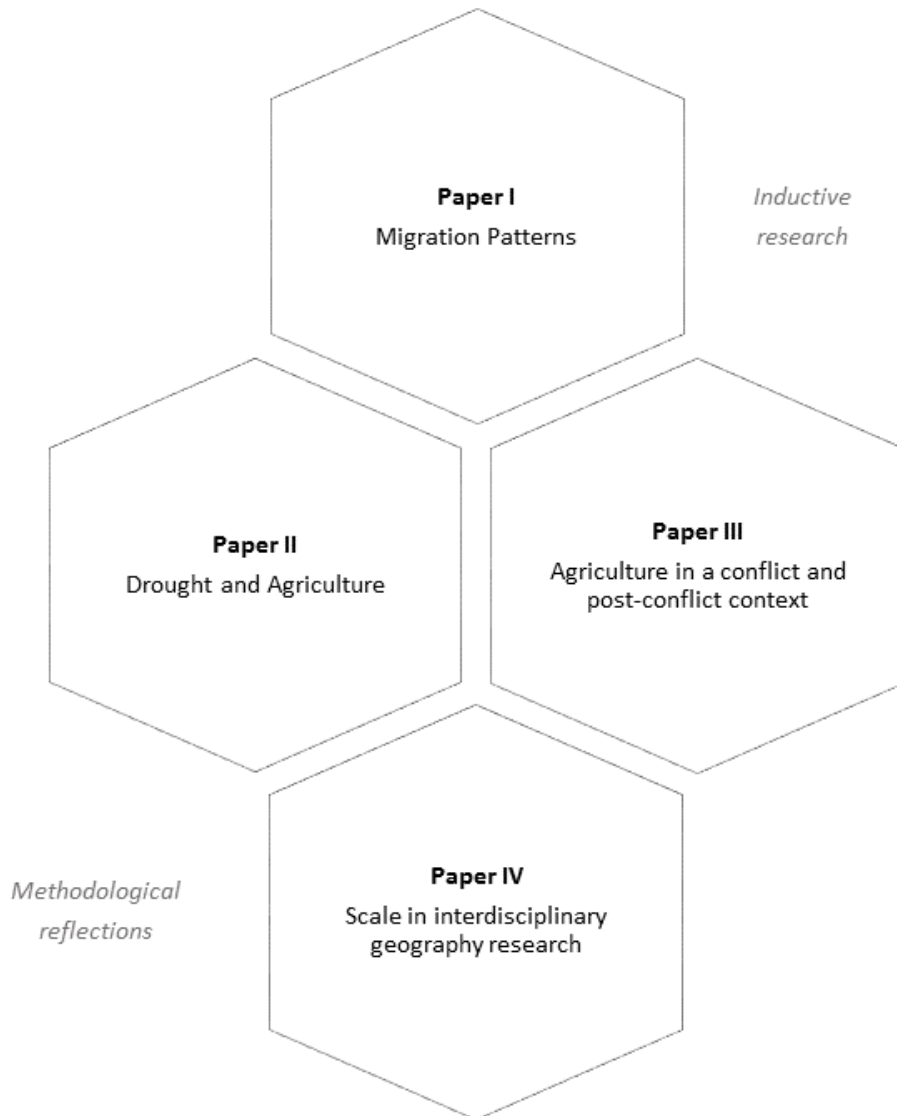 Paper I
Migration Patterns
Inductive
research
Paper II
Drought and Agriculture
Paper III
Agriculture in a conflict and
post-conflict context
Paper IV
Scale in interdisciplinary
geography research
Methodological
reflections